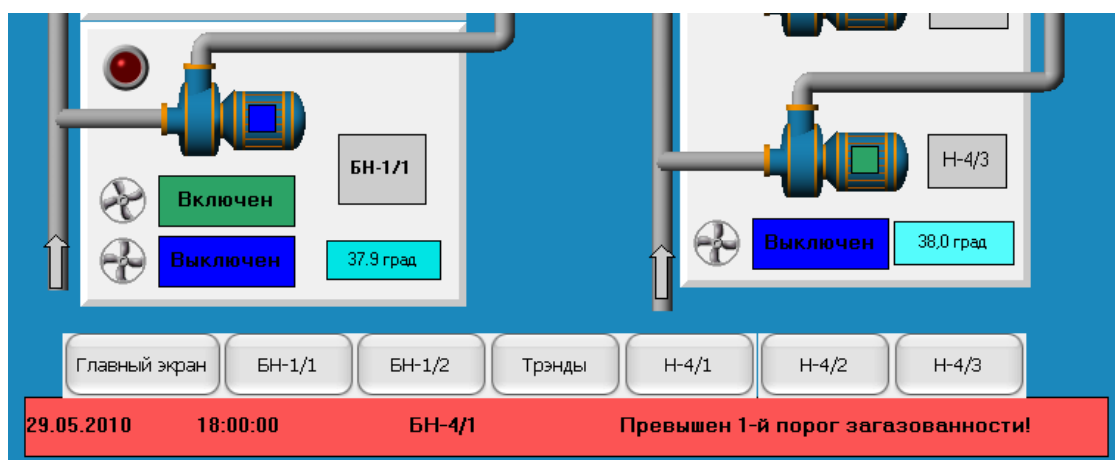 БН-1/1
Включен
Выключен
37.9 град
Н-4/3
Выключен
38,0 град
Главный экран БН-1/1 БН-1/2 Трэнды Н-4/1 Н-4/2 Н-4/3
29.05.2010 18:00:00 БН-4/1 Превышен 1-й порог загазованности!